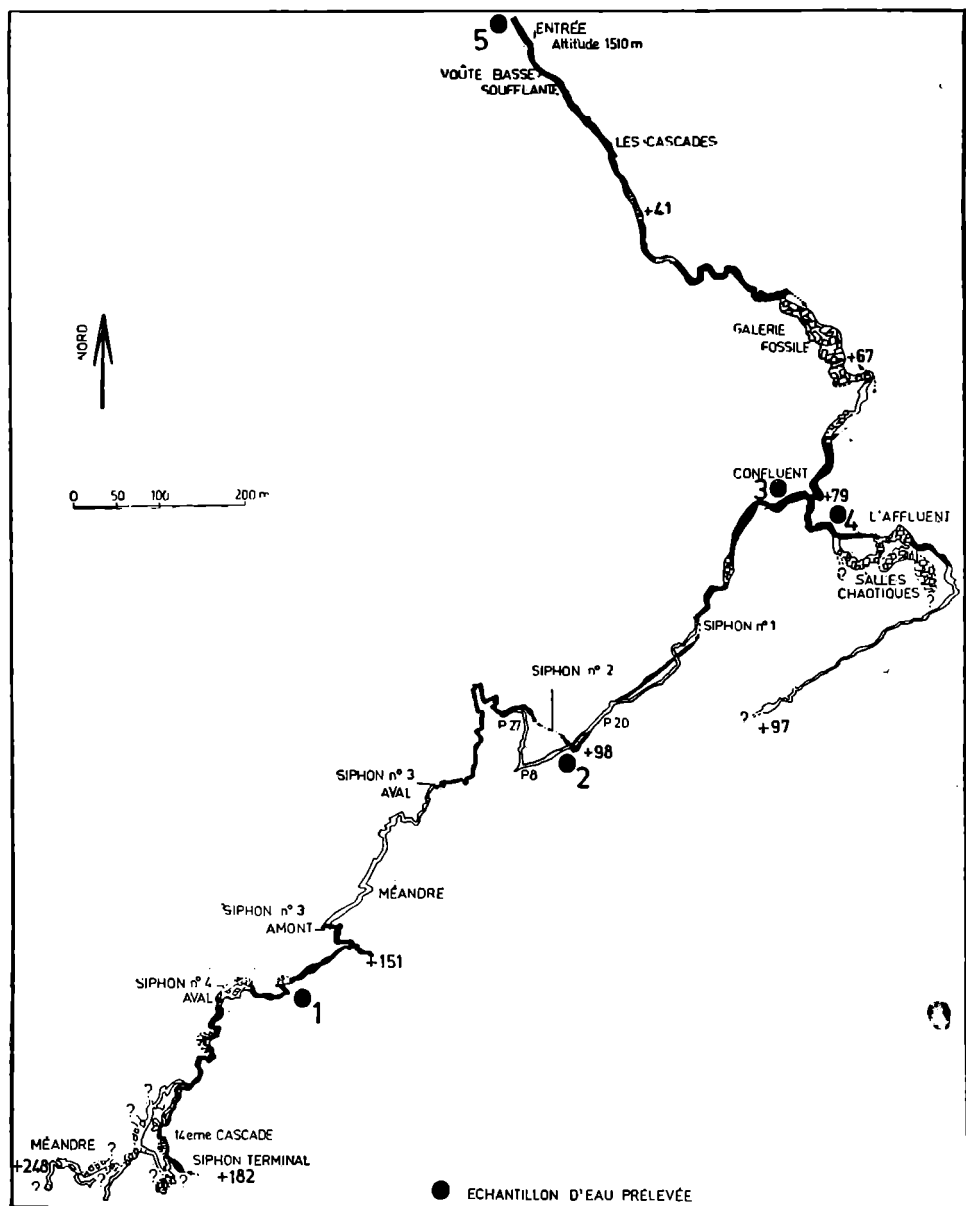 5
ENTRÉE
Altitude 1510 m
VOÛTE BASSE
SOUFFLANTE
LES CASCADES
+41
NORD
GALERIE
FOSSILE
+67
0 50 100 200 m
CONFLUENT
3
+79
4
L'AFFLUENT
?
SALLES
CHAOTIQUES
?
SIPHON n° 1
SIPHON n° 2
P 27
P 20
?
+97
+98
P8
2
SIPHON n° 3
AVAL
MÉANDRE
SIPHON n° 3
AMONT
+151
SIPHON n° 4
AVAL
1
?
?
?
?
14eme CASCADE
MÉANDRE
?
SIPHON TERMINAL
+248
+182
?
?
?
ECHANTILLON D'EAU PRÉLEVÉE